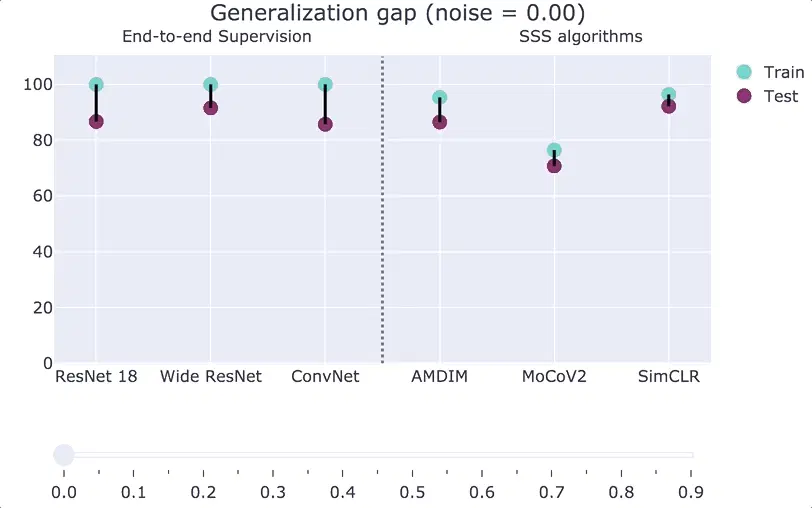 Generalization gap (noise = 0.00)
End-to-end Supervision
SSS algorithms
Train
Test
100
80
60
40
20
0
ResNet 18 Wide ResNet ConvNet AMDIM MoCoV2 SimCLR
0.0 0.1 0.2 0.3 0.4 0.5 0.6 0.7 0.8 0.9